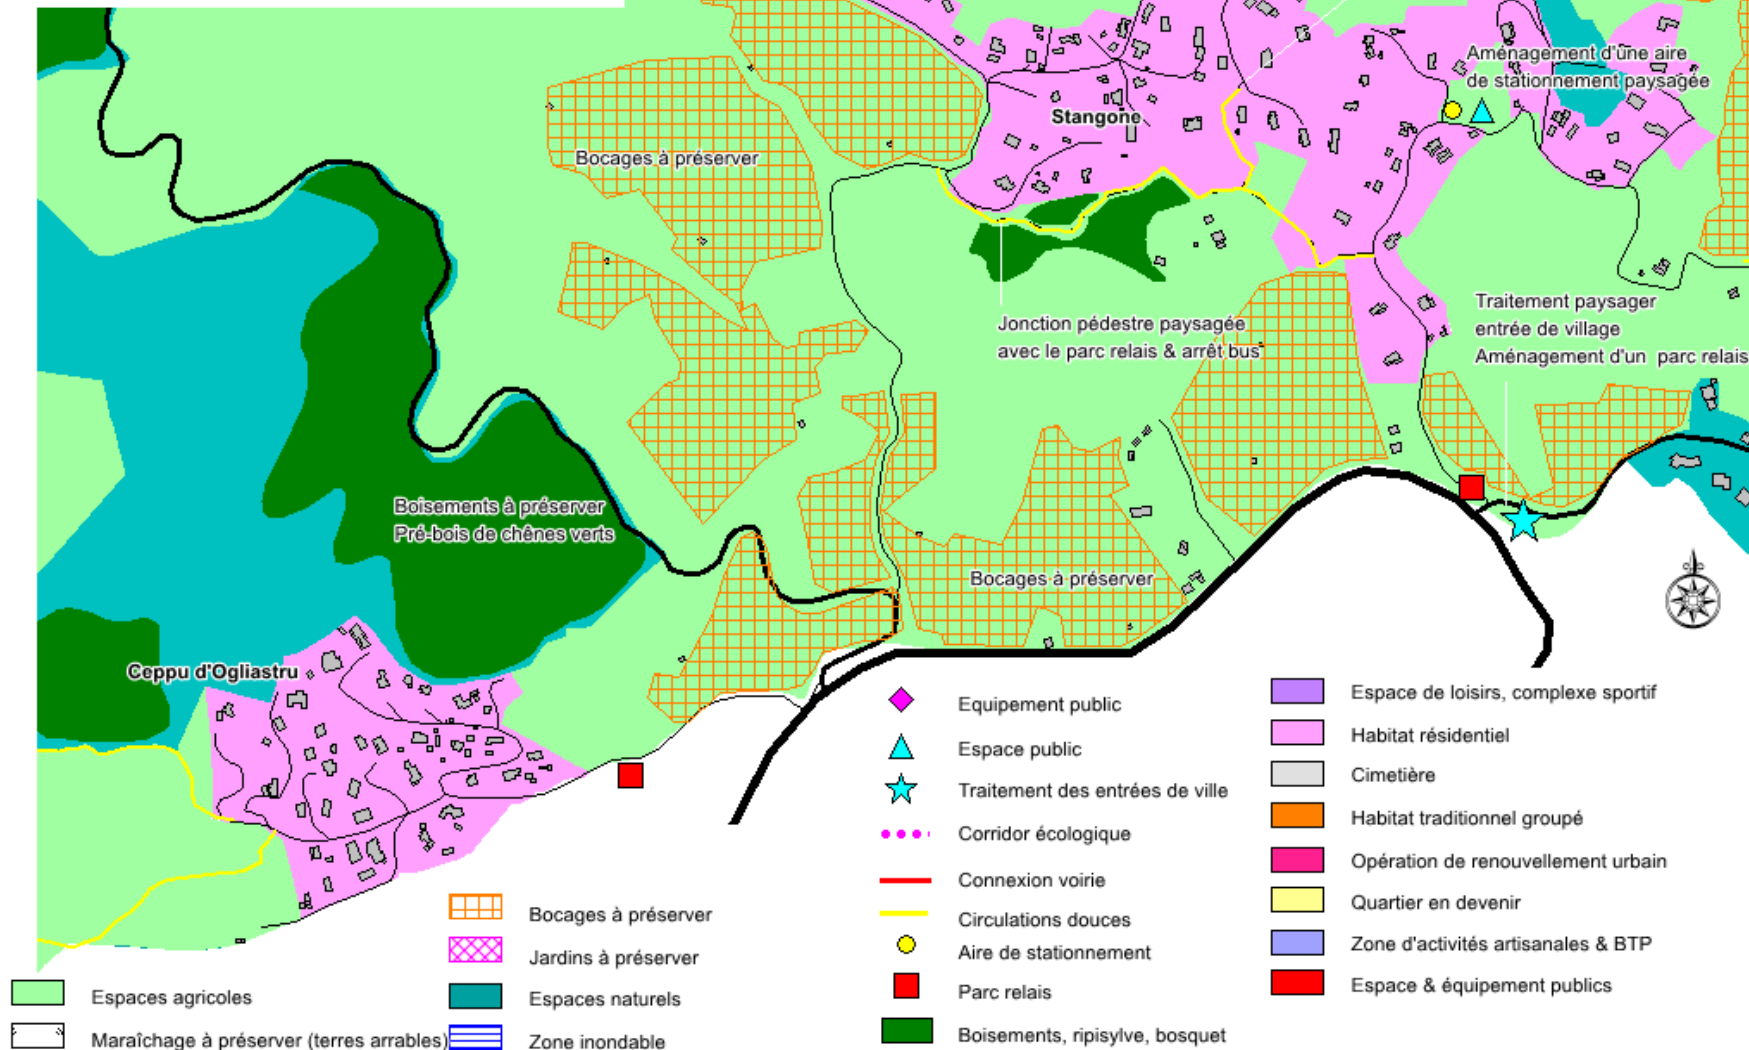 Aménagement d'une aire
de stationnement paysagée
Stangone
Bocages à préserver
Traitement paysager
entrée de village
Aménagement d'un parc relais
Jonction pédestre paysagée
avec le parc relais & arrêt bus
Boisements à préserver
Pré-bois de chênes verts
Bocages à préserver
Ceppu d'Ogliastru
Espaces agricoles
Maraîchage à préserver (terres arrables)
Bocages à préserver
Jardins à préserver
Espaces naturels
Zone inondable
Equipement public
Espace public
Traitement des entrées de ville
Corridor écologique
Connexion voirie
Circulations douces
Aire de stationnement
Parc relais
Boisements, ripisylve, bosquet
Espace de loisirs, complexe sportif
Habitat résidentiel
Cimetière
Habitat traditionnel groupé
Opération de renouvellement urbain
Quartier en devenir
Zone d'activités artisanales & BTP
Espace & équipement publics